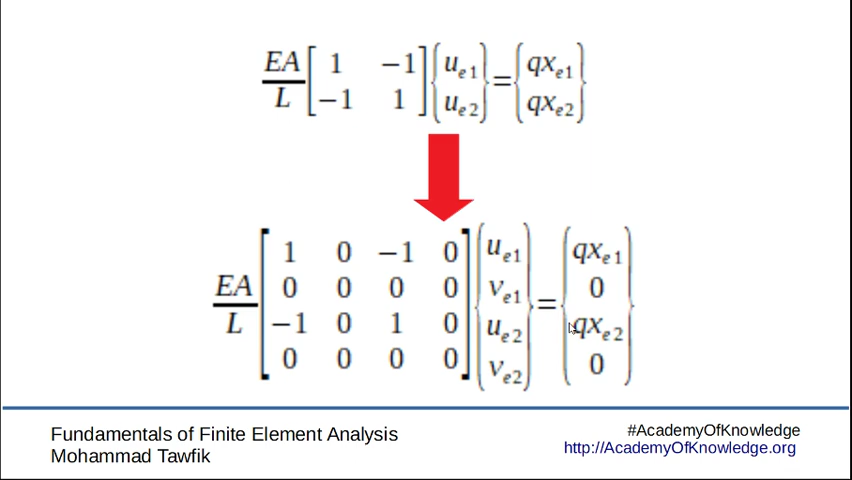 EA/L [1 −1; −1 1] {u_e1; u_e2} = {qx_e1; qx_e2}
EA/L [1 0 −1 0; 0 0 0 0; −1 0 1 0; 0 0 0 0] {u_e1; v_e1; u_e2; v_e2} = {qx_e1; 0; qx_e2; 0}
Fundamentals of Finite Element Analysis
Mohammad Tawfik
#AcademyOfKnowledge
http://AcademyOfKnowledge.org